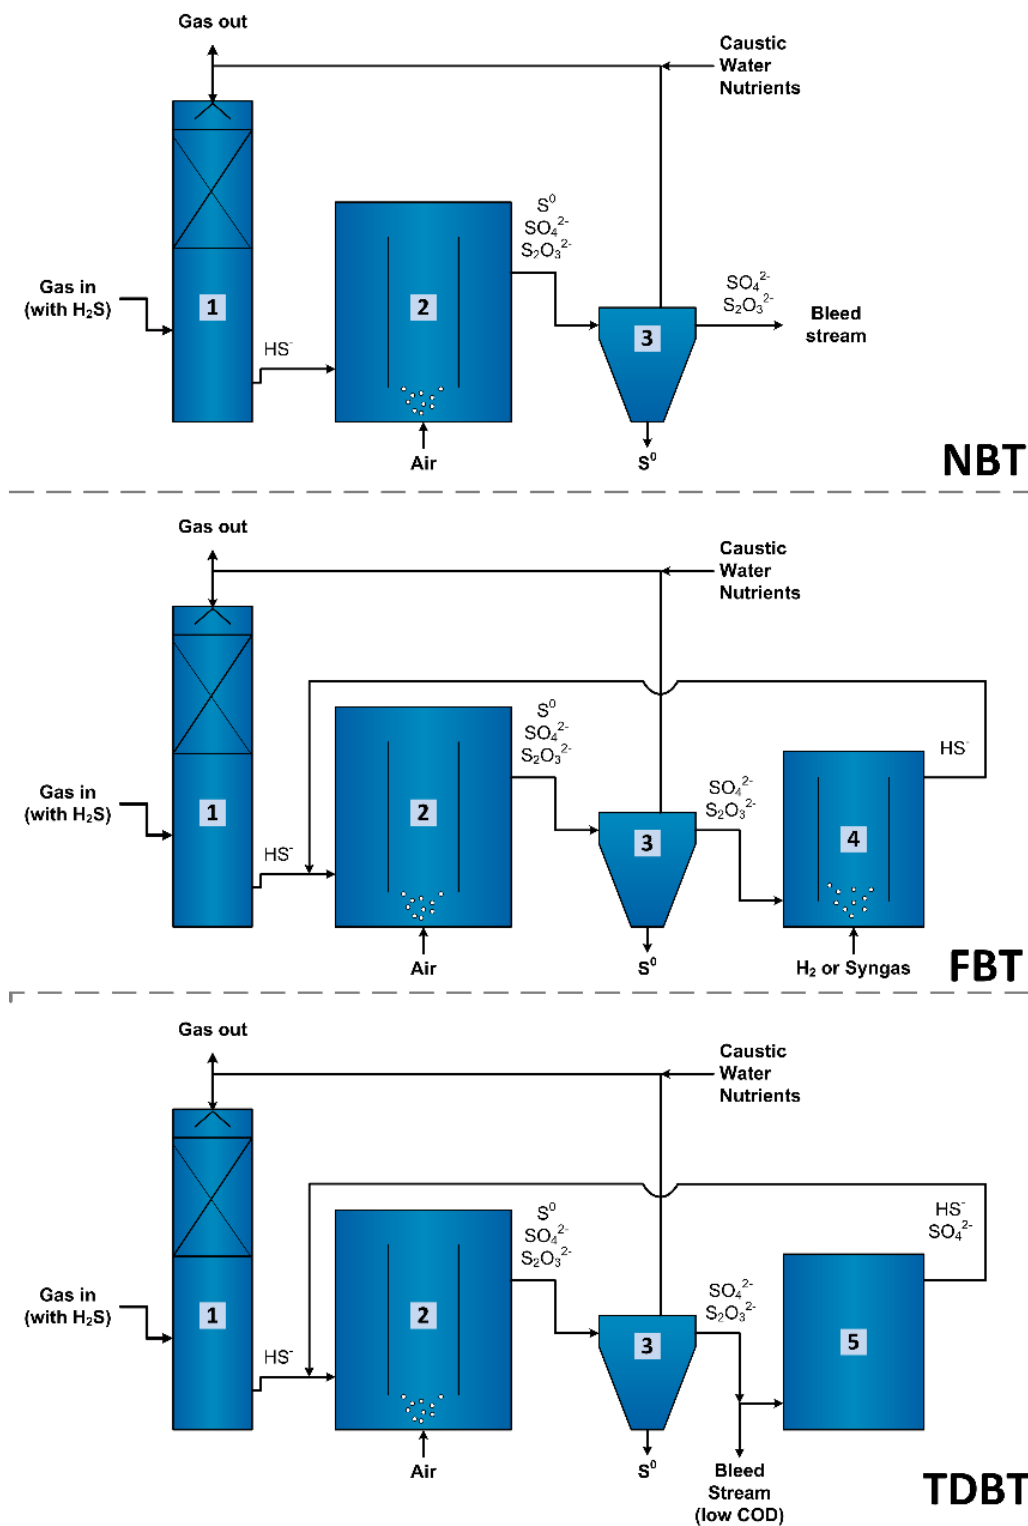 Gas out
Caustic
Water
Nutrients
S⁰
SO₄²⁻
S₂O₃²⁻
Gas in
(with H₂S)
1
2
3
SO₄²⁻
S₂O₃²⁻
Bleed
stream
HS⁻
Air
S⁰
NBT
Gas out
Caustic
Water
Nutrients
S⁰
SO₄²⁻
S₂O₃²⁻
HS⁻
Gas in
(with H₂S)
1
2
3
SO₄²⁻
S₂O₃²⁻
4
HS⁻
Air
S⁰
H₂ or Syngas
FBT
Gas out
Caustic
Water
Nutrients
S⁰
SO₄²⁻
S₂O₃²⁻
HS⁻
SO₄²⁻
Gas in
(with H₂S)
1
2
3
SO₄²⁻
S₂O₃²⁻
5
HS⁻
Air
S⁰
Bleed
Stream
(low COD)
TDBT